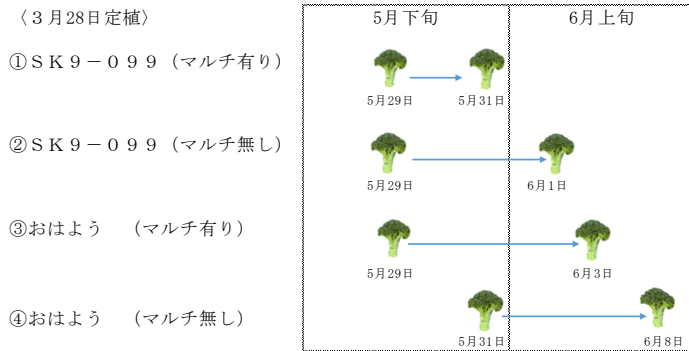 〈３月28日定植〉
5月下旬
6月上旬
①ＳＫ９－０９９（マルチ有り）
5月29日
5月31日
②ＳＫ９－０９９（マルチ無し）
5月29日
6月1日
③おはよう　（マルチ有り）
5月29日
6月3日
④おはよう　（マルチ無し）
5月31日
6月8日